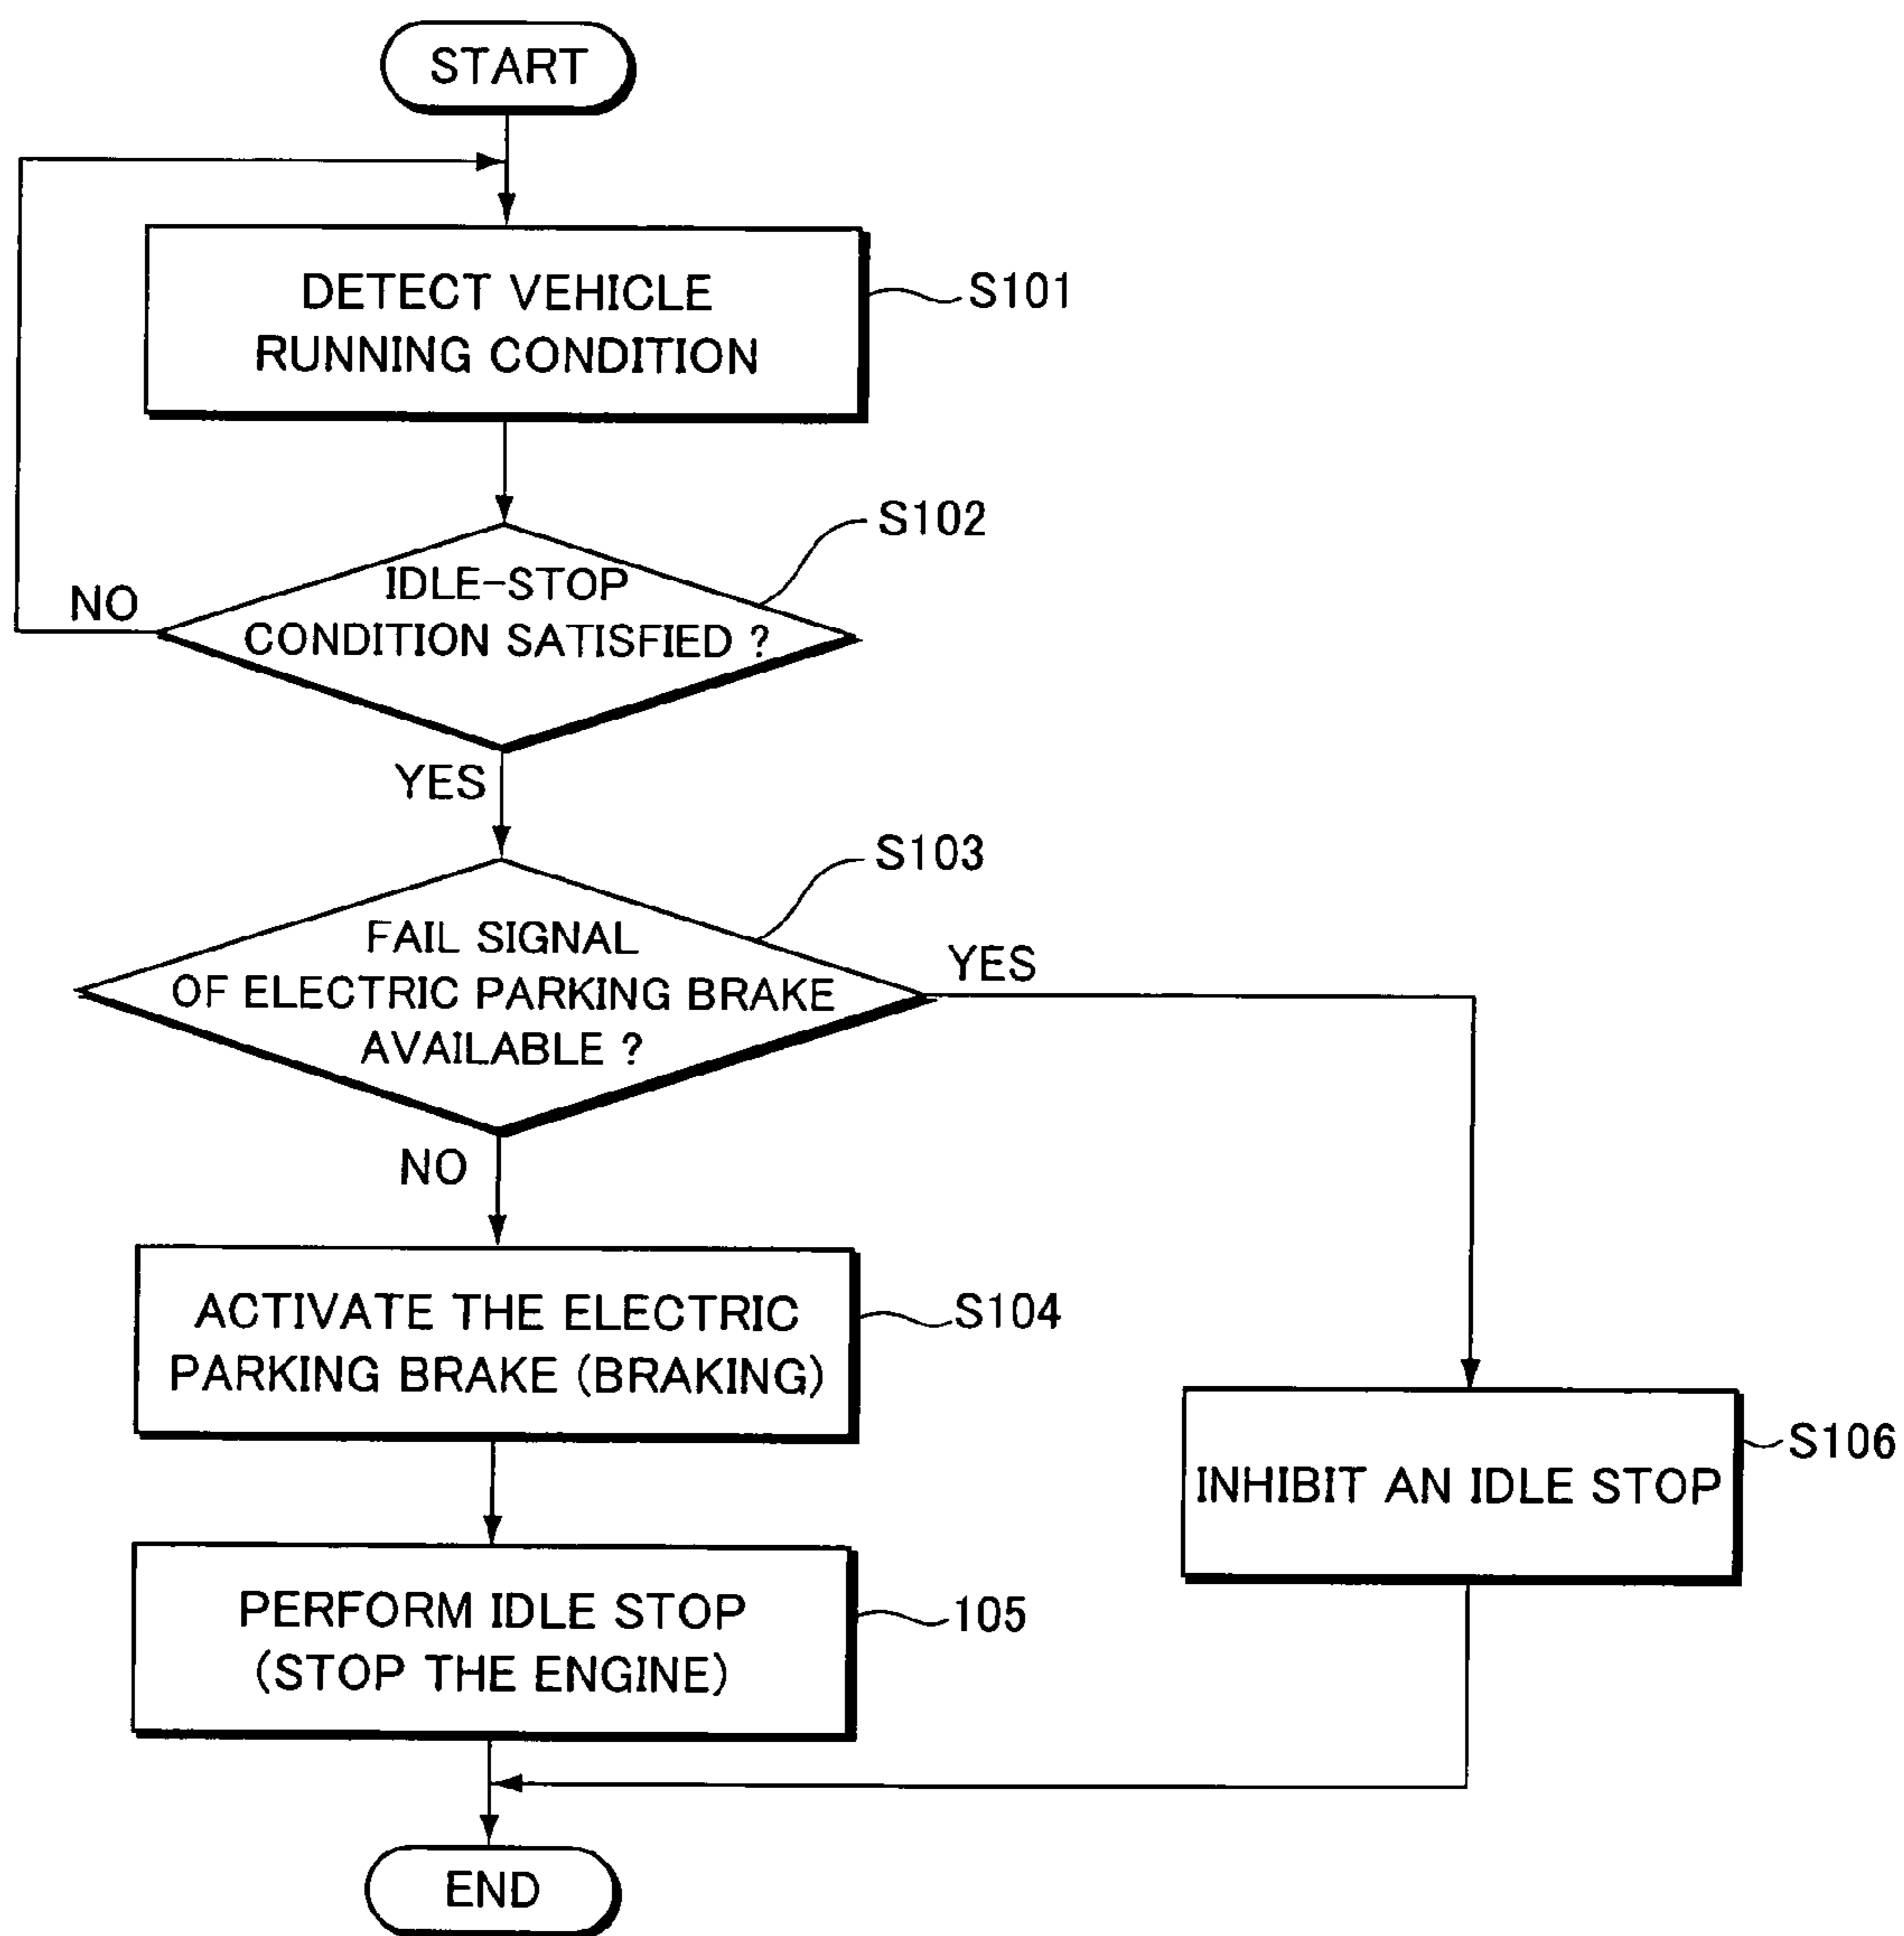 START
DETECT VEHICLE
RUNNING CONDITION
S101
IDLE-STOP
CONDITION SATISFIED ?
S102
NO
YES
FAIL SIGNAL
OF ELECTRIC PARKING BRAKE
AVAILABLE ?
S103
YES
NO
ACTIVATE THE ELECTRIC
PARKING BRAKE (BRAKING)
S104
INHIBIT AN IDLE STOP
S106
PERFORM IDLE STOP
(STOP THE ENGINE)
105
END